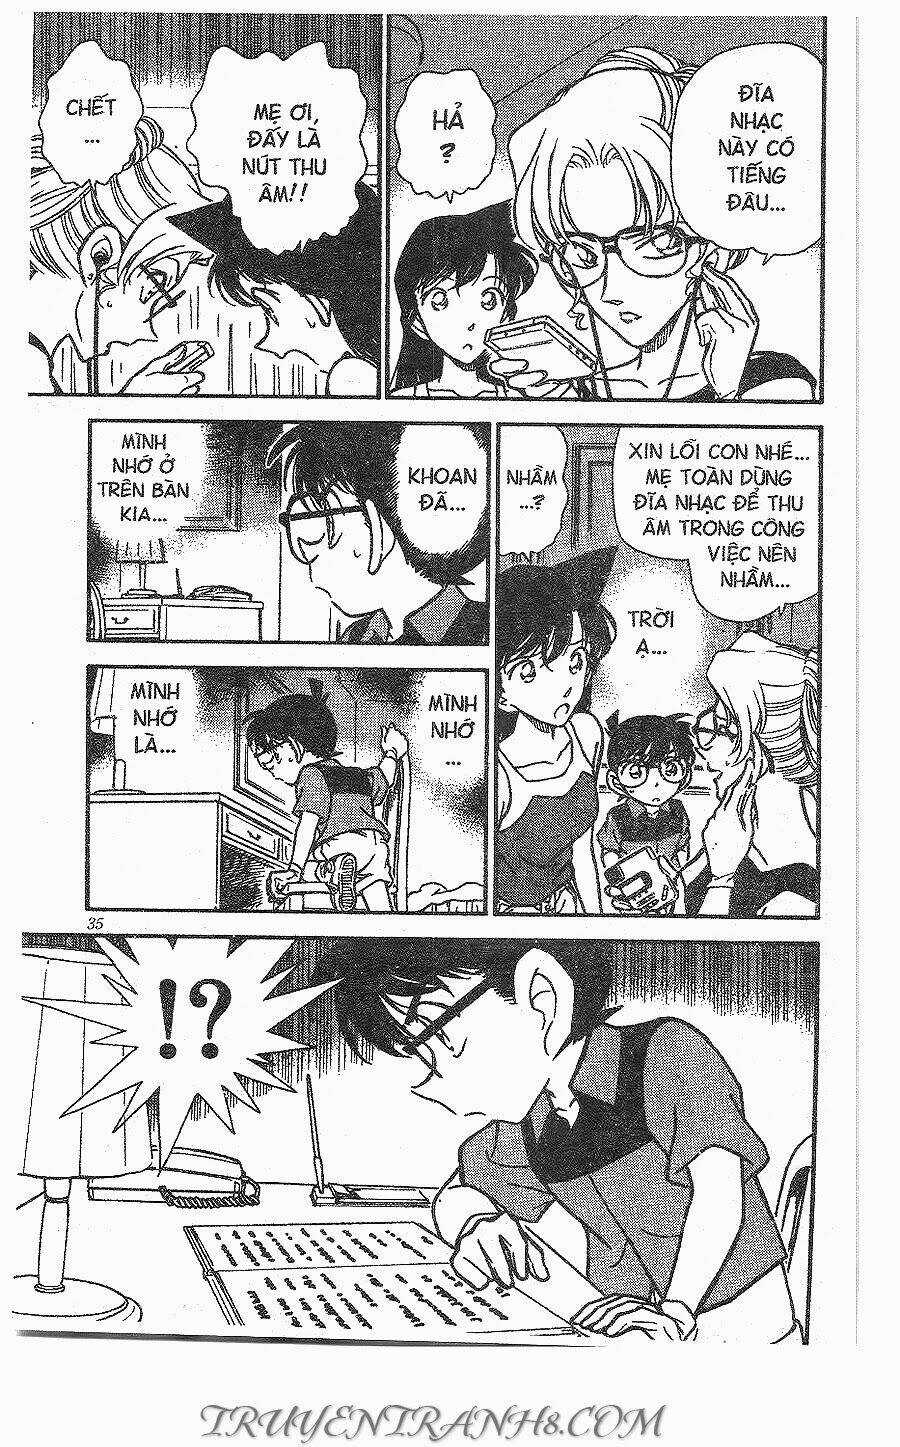 ĐĨA
NHẠC
NÀY CÓ
TIẾNG
ĐÂU...
HẢ
?
MẸ ƠI,
ĐẤY LÀ
NÚT THU
ÂM!!
CHẾT
...
XIN LỖI CON NHÉ...
MẸ TOÀN DÙNG
ĐĨA NHẠC ĐỂ THU
ÂM TRONG CÔNG
VIỆC NÊN
NHẦM...
NHẦM
...?
TRỜI
Ạ...
KHOAN
ĐÃ...
MÌNH
NHỚ Ở
TRÊN BÀN
KIA...
MÌNH
NHỚ
...
MÌNH
NHỚ
LÀ...
35
!?
TRUYENTRANH8.COM